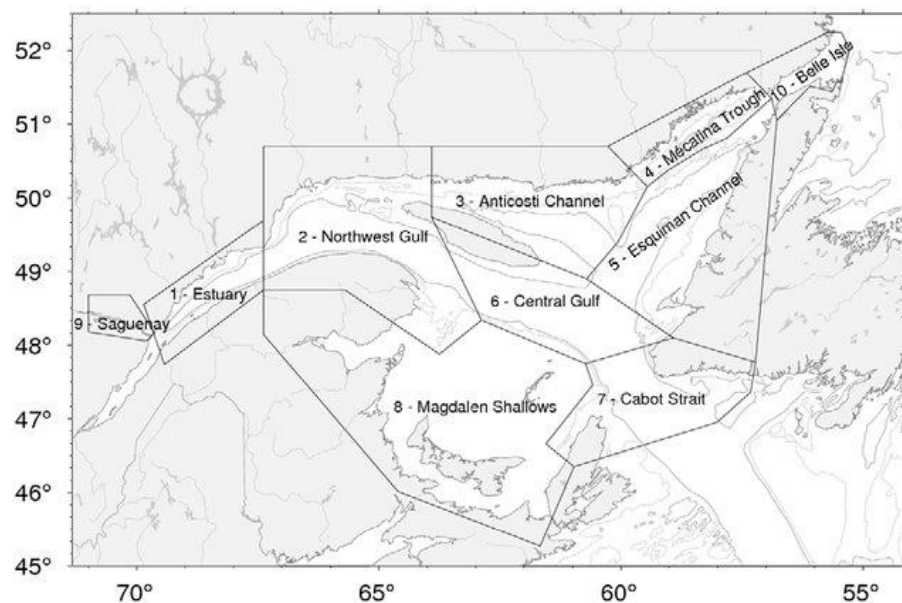 52°
51°
50°
49°
48°
47°
46°
45°
10 - Belle Isle
4 - Mécatina Trough
3 - Anticosti Channel
5 - Esquiman Channel
2 - Northwest Gulf
1 - Estuary
6 - Central Gulf
9 - Saguenay
7 - Cabot Strait
8 - Magdalen Shallows
70°
65°
60°
55°